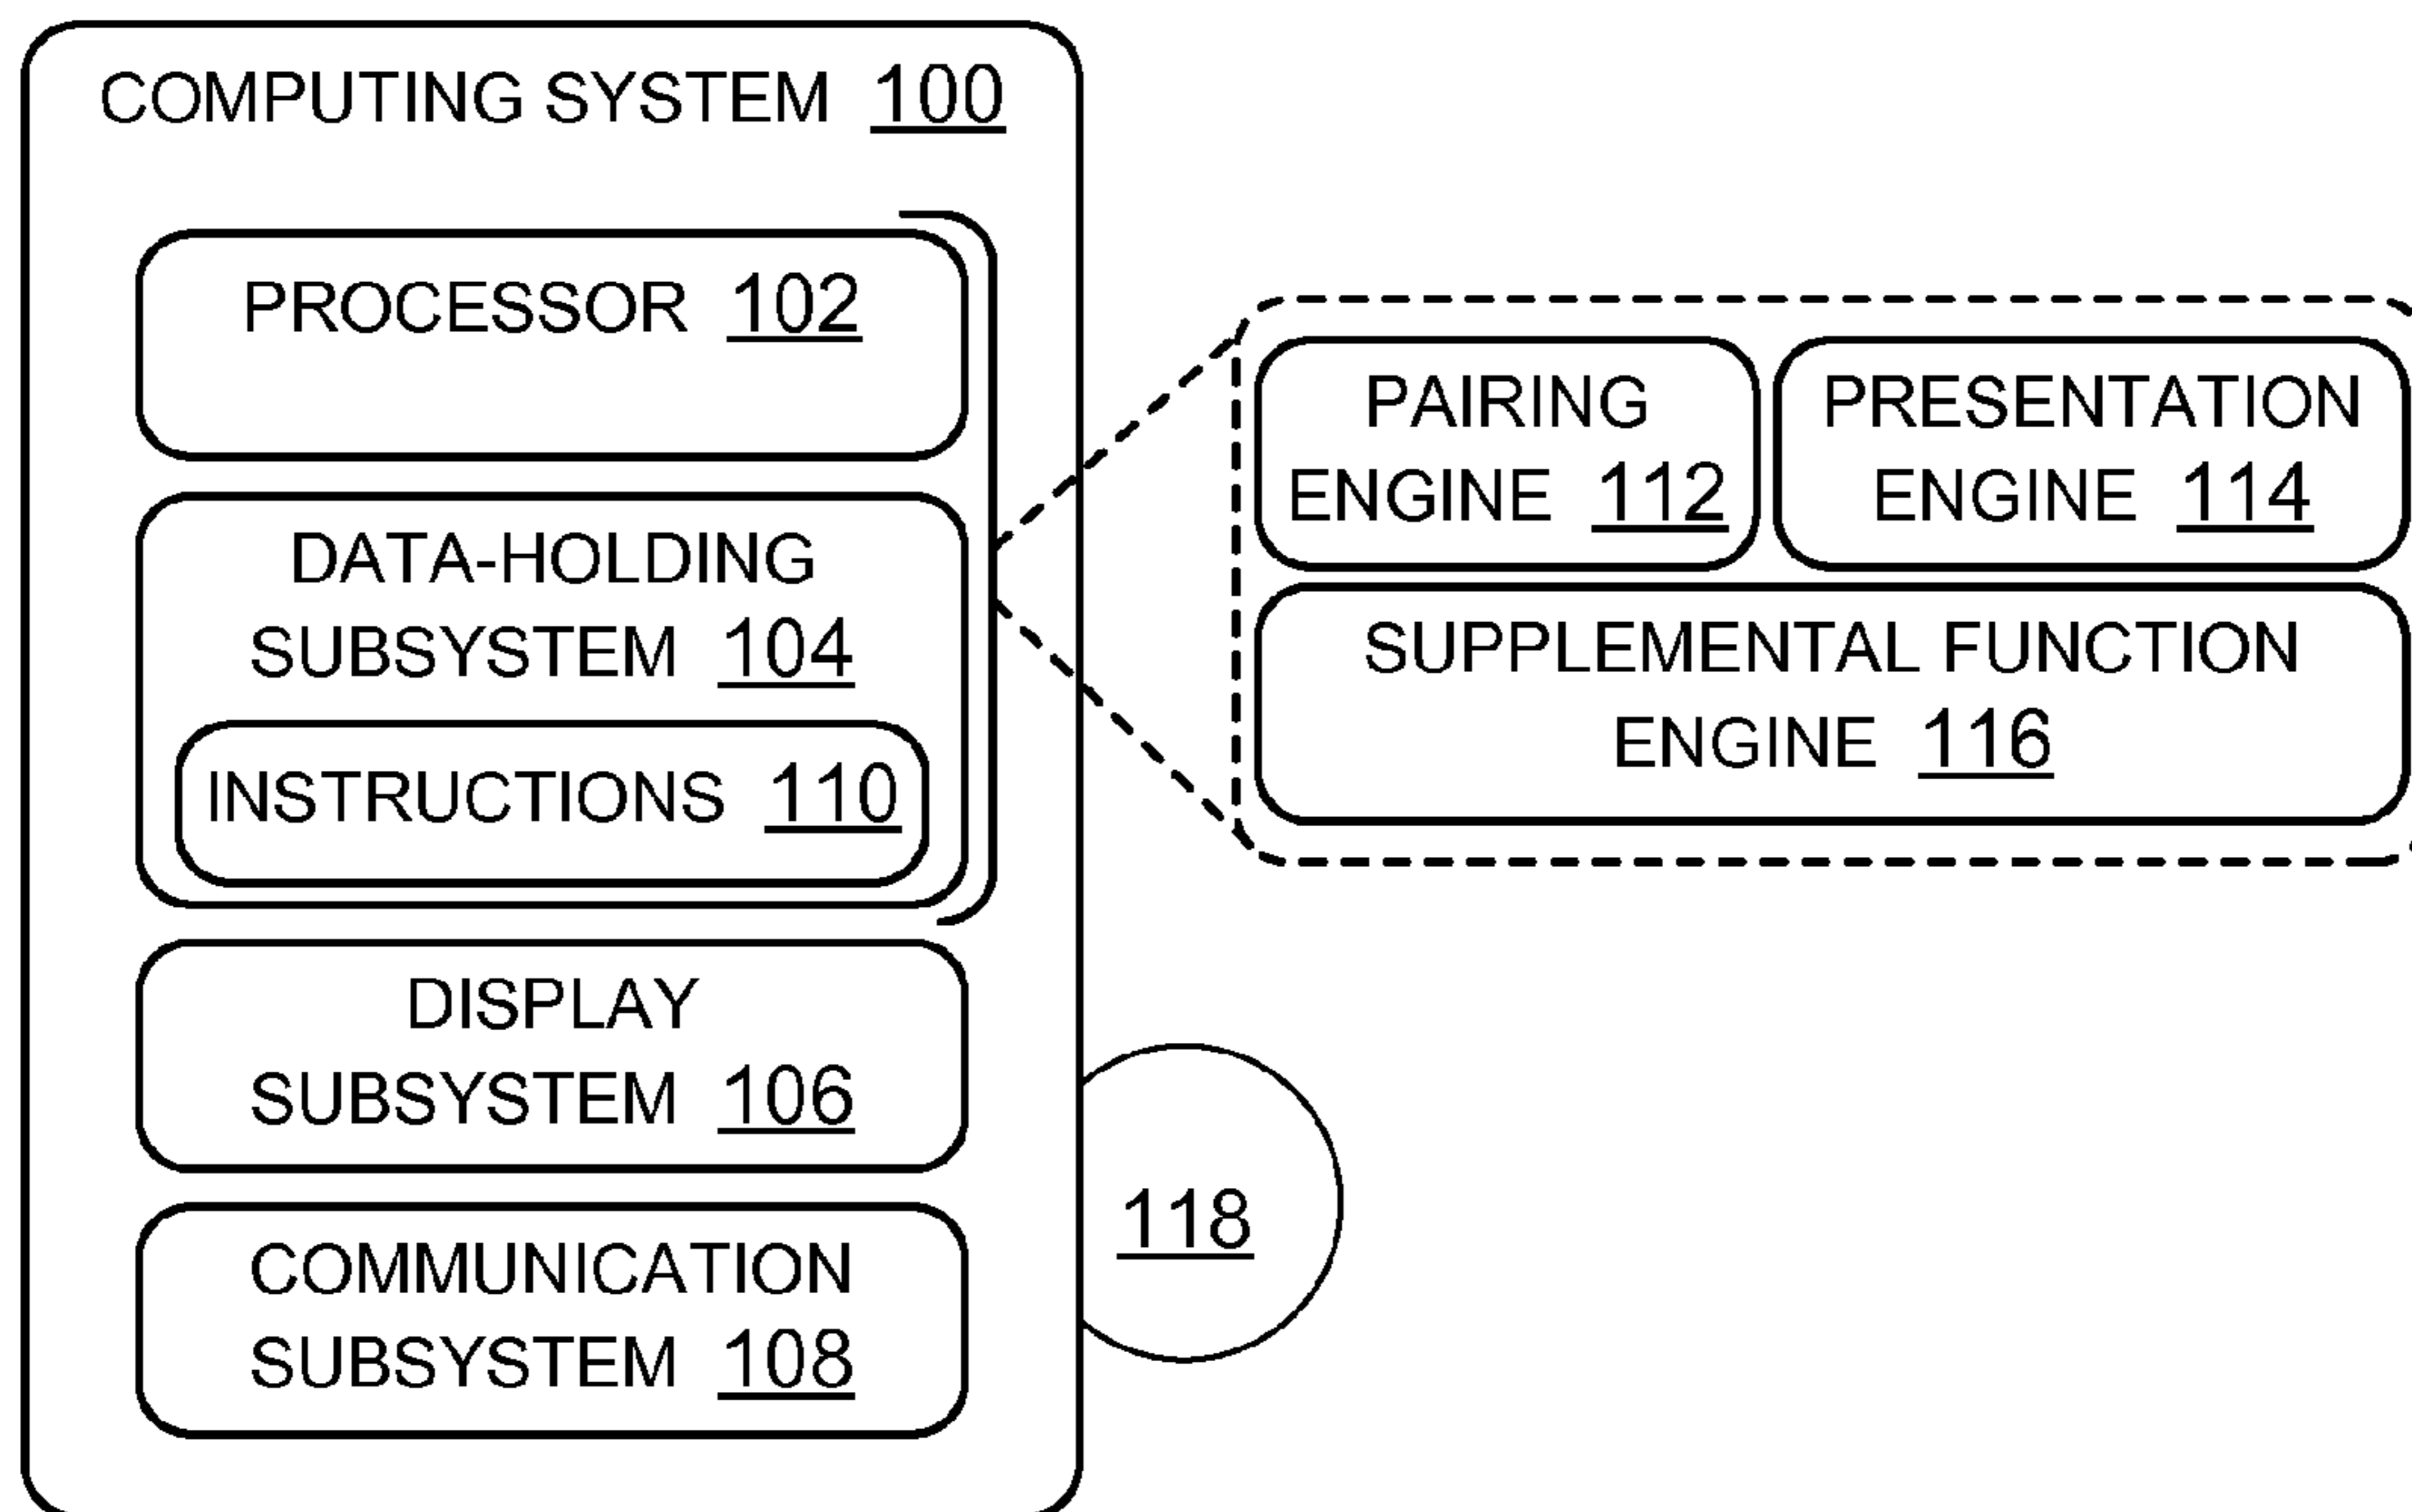 COMPUTING SYSTEM 100
PROCESSOR 102
DATA-HOLDING
SUBSYSTEM 104
INSTRUCTIONS 110
DISPLAY
SUBSYSTEM 106
COMMUNICATION
SUBSYSTEM 108
PAIRING
ENGINE 112
PRESENTATION
ENGINE 114
SUPPLEMENTAL FUNCTION
ENGINE 116
118